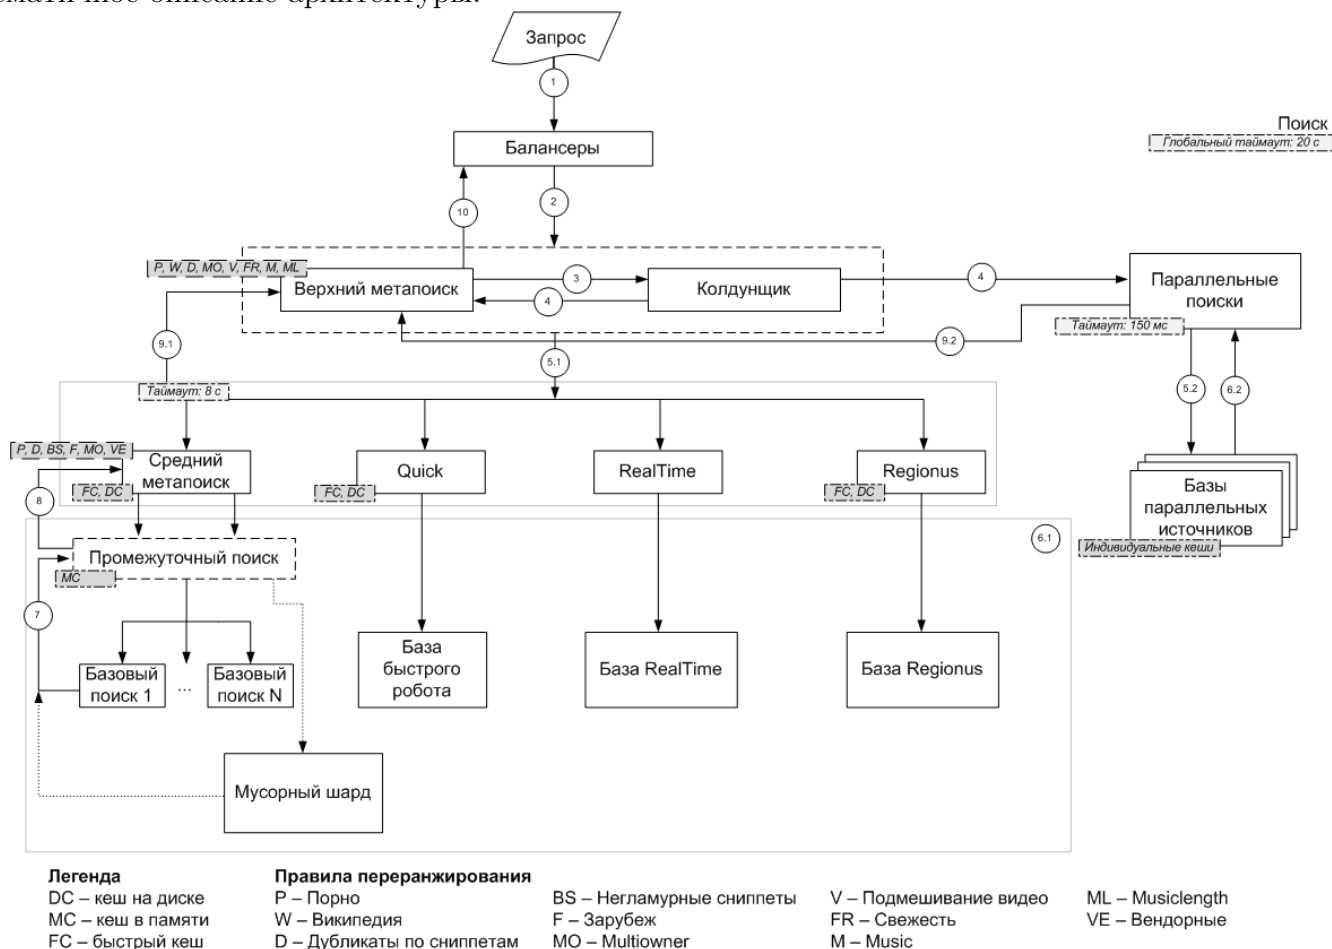 схематичное описание архитектуры.
Запрос
1
Поиск
Балансеры
Глобальный таймаут: 20 с
10
2
P, W, D, MO, V, FR, M, ML
Верхний метапоиск
3
4
Колдунщик
4
Параллельные
поиски
Таймаут: 150 мс
9.1
9.2
5.1
5.2
6.2
Таймаут: 8 с
P, D, BS, F, MO, VE
Средний
метапоиск
FC, DC
Quick
FC, DC
RealTime
Regionus
FC, DC
Базы
параллельных
источников
Индивидуальные кеши
8
6.1
Промежуточный поиск
MC
7
Базовый
поиск 1
...
Базовый
поиск N
База
быстрого
робота
База RealTime
База Regionus
Мусорный шард
Легенда
DC – кеш на диске
MC – кеш в памяти
FC – быстрый кеш
Правила переранжирования
P – Порно
W – Википедия
D – Дубликаты по сниппетам
BS – Негламурные сниппеты
F – Зарубеж
MO – Multiowner
V – Подмешивание видео
FR – Свежесть
M – Music
ML – Musiclength
VE – Вендорные